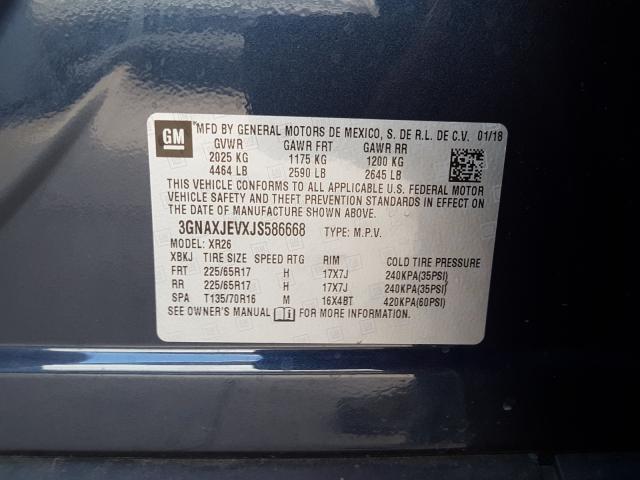 GM
*MFD BY GENERAL MOTORS DE MEXICO, S. DE R.L. DE C.V. 01/18
GVWR GAWR FRT GAWR RR
2025 KG 1175 KG 1200 KG
4464 LB 2590 LB 2645 LB
THIS VEHICLE CONFORMS TO ALL APPLICABLE U.S. FEDERAL MOTOR
VEHICLE SAFETY AND THEFT PREVENTION STANDARDS IN EFFECT ON
THE DATE OF MANUFACTURE SHOWN ABOVE.
3GNAXJEVXJS586668 TYPE: M.P.V.
MODEL: XR26
XBKJ TIRE SIZE SPEED RTG RIM COLD TIRE PRESSURE
FRT 225/65R17 H 17X7J 240KPA(35PSI)
RR 225/65R17 H 17X7J 240KPA(35PSI)
SPA T135/70R16 M 16X4BT 420KPA(60PSI)
SEE OWNER'S MANUAL i FOR MORE INFORMATION